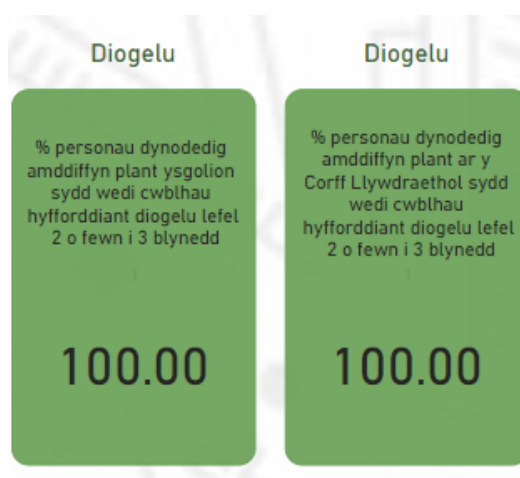 Diogelu
% personau dynodedig
amddiffyn plant ysgolion
sydd wedi cwblhau
hyfforddiant diogelu lefel
2 o fewn i 3 blynedd
1
100.00
Diogelu
% personau dynodedig
amddiffyn plant ar y
Corff Llywdraethol sydd
wedi cwblhau
hyfforddiant diogelu lefel
2 o fewn i 3 blynedd
1
100.00